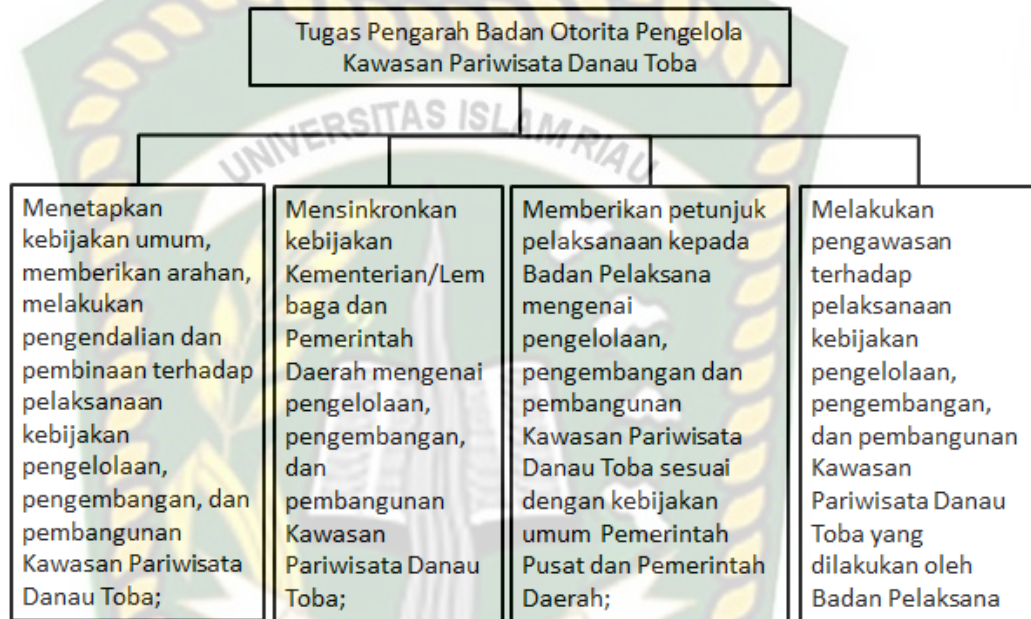 Tugas Pengarah Badan Otorita Pengelola
Kawasan Pariwisata Danau Toba
UNIVERSITAS ISLAM RIAU
Menetapkan
kebijakan umum,
memberikan arahan,
melakukan
pengendalian dan
pembinaan terhadap
pelaksanaan
kebijakan
pengelolaan,
pengembangan, dan
pembangunan
Kawasan Pariwisata
Danau Toba;
Mensinkronkan
kebijakan
Kementerian/Lem
baga dan
Pemerintah
Daerah mengenai
pengelolaan,
pengembangan,
dan
pembangunan
Kawasan
Pariwisata Danau
Toba;
Memberikan petunjuk
pelaksanaan kepada
Badan Pelaksana
mengenai
pengelolaan,
pengembangan dan
pembangunan
Kawasan Pariwisata
Danau Toba sesuai
dengan kebijakan
umum Pemerintah
Pusat dan Pemerintah
Daerah;
Melakukan
pengawasan
terhadap
pelaksanaan
kebijakan
pengelolaan,
pengembangan,
dan pembangunan
Kawasan
Pariwisata Danau
Toba yang
dilakukan oleh
Badan Pelaksana